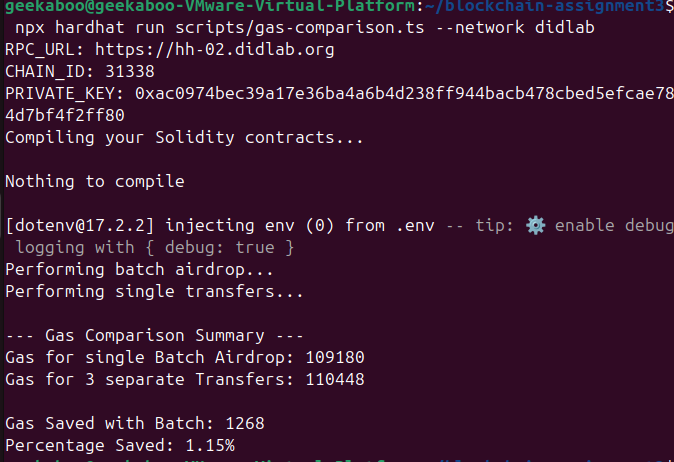 geekaboo@geekaboo-VMware-Virtual-Platform:~/blockchain-assignment3$
npx hardhat run scripts/gas-comparison.ts --network didlab
RPC_URL: https://hh-02.didlab.org
CHAIN_ID: 31338
PRIVATE_KEY: 0xac0974bec39a17e36ba4a6b4d238ff944bacb478cbed5efcae78
4d7bf4f2ff80
Compiling your Solidity contracts...
Nothing to compile
[dotenv@17.2.2] injecting env (0) from .env -- tip: ⚙️ enable debug
logging with { debug: true }
Performing batch airdrop...
Performing single transfers...
--- Gas Comparison Summary ---
Gas for single Batch Airdrop: 109180
Gas for 3 separate Transfers: 110448
Gas Saved with Batch: 1268
Percentage Saved: 1.15%